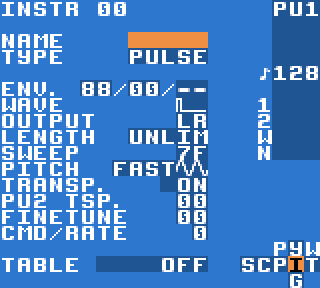 INSTR 00 PU1
NAME
TYPE PULSE
♪128
ENV. 88/00/--
WAVE 1
OUTPUT LR 2
LENGTH UNLIM W
SWEEP 7F N
PITCH FAST
TRANSP. ON
PU2 TSP. 00
FINETUNE 00
CMD/RATE 0
PYW
TABLE OFF SCPIT
G